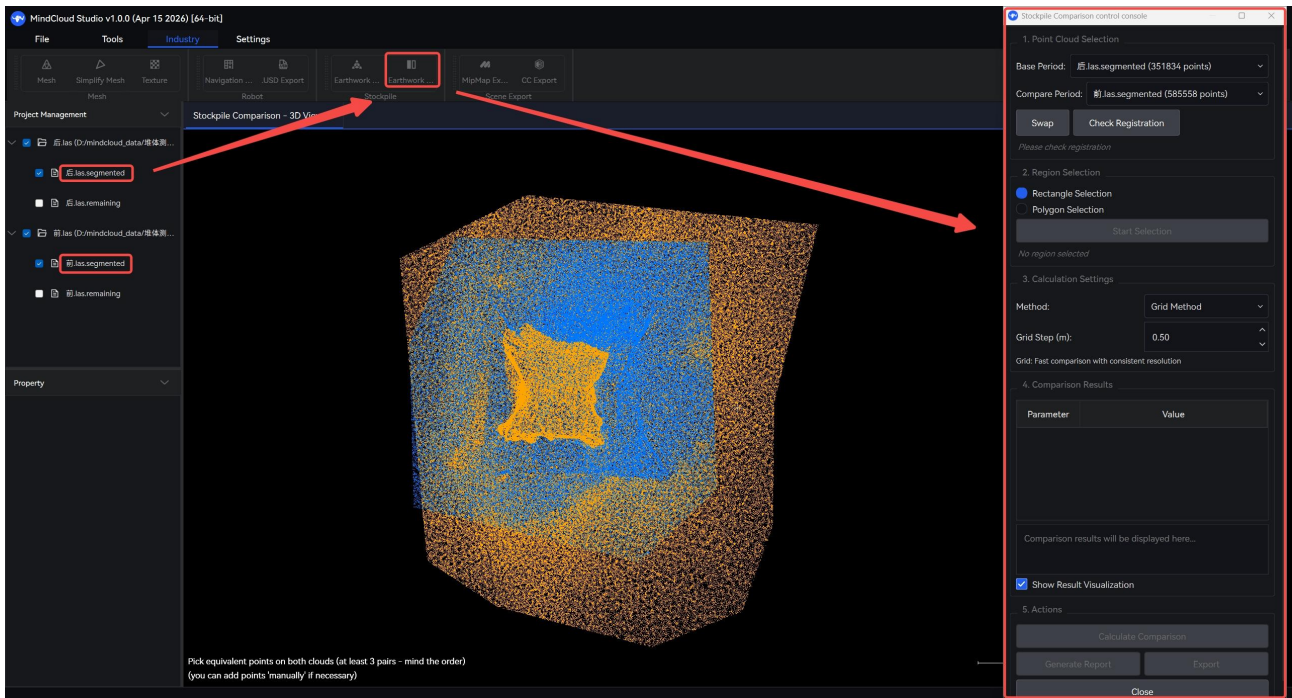 MindCloud Studio v1.0.0 (Apr 15 2026) [64-bit]
File Tools Industry Settings
Mesh Simplify Mesh Texture
Mesh
Navigation ... .USD Export
Robot
Earthwork ... Earthwork ...
Stockpile
MipMap Ex... CC Export
Scene Export
Project Management
后.las (D:/mindcloud_data/堆体测...
后.las.segmented
后.las.remaining
前.las (D:/mindcloud_data/堆体测...
前.las.segmented
前.las.remaining
Property
Stockpile Comparison - 3D View
Pick equivalent points on both clouds (at least 3 pairs - mind the order)
(you can add points 'manually' if necessary)
Stockpile Comparison control console
1. Point Cloud Selection
Base Period: 后.las.segmented (351834 points)
Compare Period: 前.las.segmented (585558 points)
Swap Check Registration
Please check registration
2. Region Selection
Rectangle Selection
Polygon Selection
Start Selection
No region selected
3. Calculation Settings
Method: Grid Method
Grid Step (m): 0.50
Grid: Fast comparison with consistent resolution
4. Comparison Results
Parameter Value
Comparison results will be displayed here...
Show Result Visualization
5. Actions
Calculate Comparison
Generate Report Export
Close